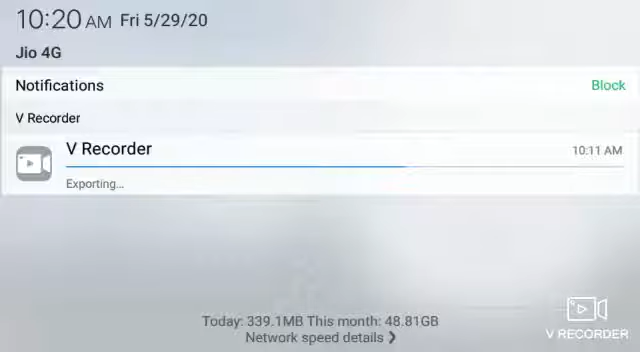 10:20 AM Fri 5/29/20
Jio 4G
Notifications Block
V Recorder
V Recorder 10:11 AM
Exporting...
Today: 339.1MB This month: 48.81GB
Network speed details ❯
V RECORDER